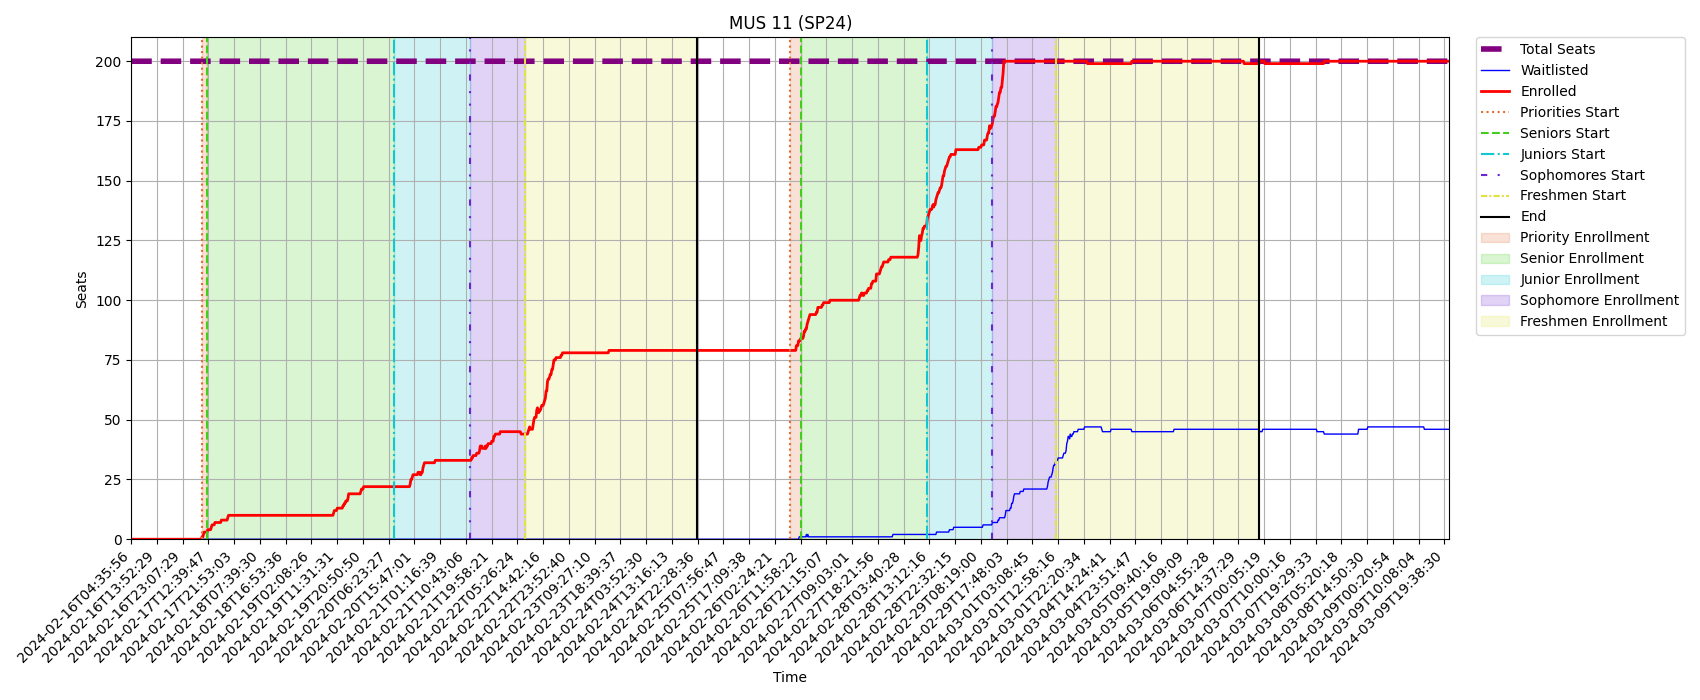 MUS 11 (SP24)
Seats
200
175
150
125
100
75
50
25
0
2024-02-16T04:35:56
2024-02-16T13:52:29
2024-02-16T23:07:29
2024-02-17T12:39:47
2024-02-17T21:53:03
2024-02-18T07:39:30
2024-02-18T16:53:36
2024-02-19T02:08:26
2024-02-19T11:31:31
2024-02-19T20:50:50
2024-02-20T06:23:27
2024-02-20T15:47:01
2024-02-21T01:16:39
2024-02-21T10:43:06
2024-02-21T19:58:21
2024-02-22T05:26:24
2024-02-22T14:42:16
2024-02-22T23:52:40
2024-02-23T09:27:10
2024-02-23T18:39:37
2024-02-24T03:52:30
2024-02-24T13:16:13
2024-02-24T22:28:36
2024-02-25T07:56:47
2024-02-25T17:09:38
2024-02-26T02:24:21
2024-02-26T11:58:22
2024-02-26T21:15:07
2024-02-27T09:03:01
2024-02-27T18:21:56
2024-02-28T03:40:28
2024-02-28T13:12:16
2024-02-28T22:32:15
2024-02-29T08:19:00
2024-02-29T17:48:03
2024-03-01T03:08:45
2024-03-01T12:58:16
2024-03-01T22:20:34
2024-03-04T14:24:41
2024-03-04T23:51:47
2024-03-05T09:40:16
2024-03-05T19:09:09
2024-03-06T04:55:28
2024-03-06T14:37:29
2024-03-07T00:05:19
2024-03-07T10:00:16
2024-03-07T19:29:33
2024-03-08T05:20:18
2024-03-08T14:50:30
2024-03-09T00:20:54
2024-03-09T10:08:04
2024-03-09T19:38:30
Time
Total Seats
Waitlisted
Enrolled
Priorities Start
Seniors Start
Juniors Start
Sophomores Start
Freshmen Start
End
Priority Enrollment
Senior Enrollment
Junior Enrollment
Sophomore Enrollment
Freshmen Enrollment